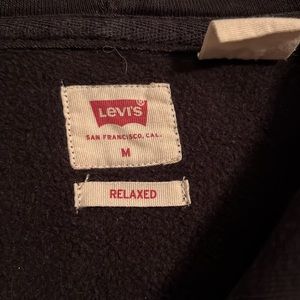 LEVI'S®
SAN FRANCISCO, CAL.
M
RELAXED